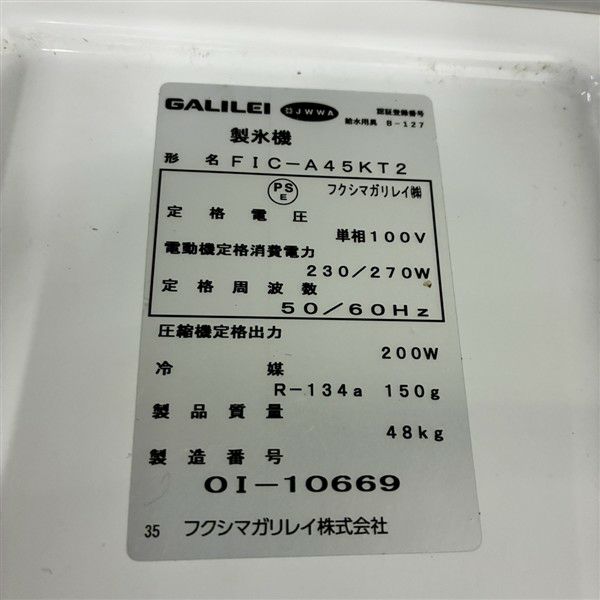 GALILEI JWWA 認証登録番号
給水用具 B-127
製氷機
形名 FIC-A45KT2
PSE フクシマガリレイ㈱
定格電圧
単相100V
電動機定格消費電力
230/270W
定格周波数
50/60Hz
圧縮機定格出力
200W
冷媒
R-134a 150g
製品質量
48kg
製造番号
OI-10669
35 フクシマガリレイ株式会社